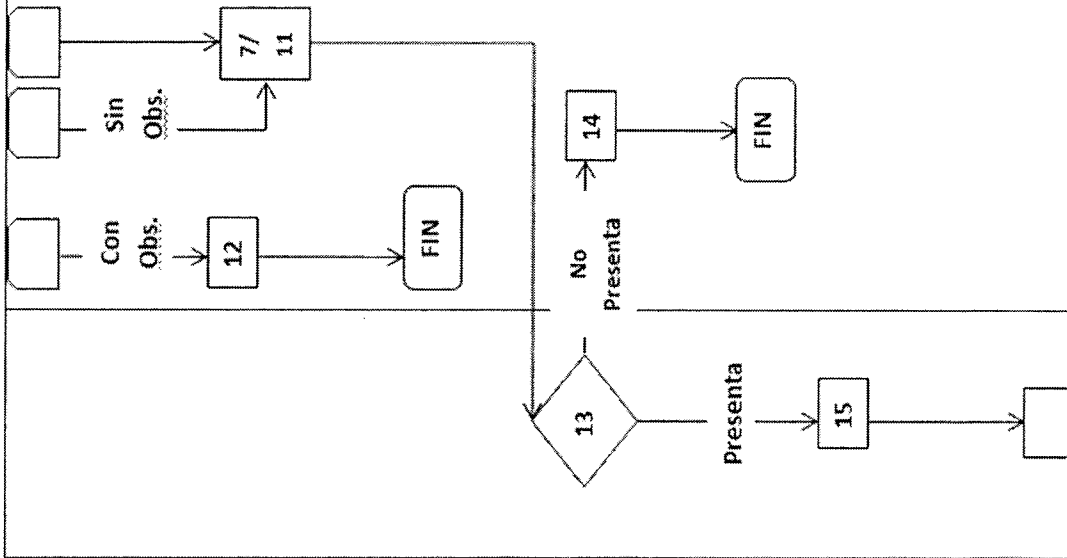 7/
11
Sin
Obs.
Con
Obs.
12
FIN
14
FIN
No
Presenta
13
Presenta
15